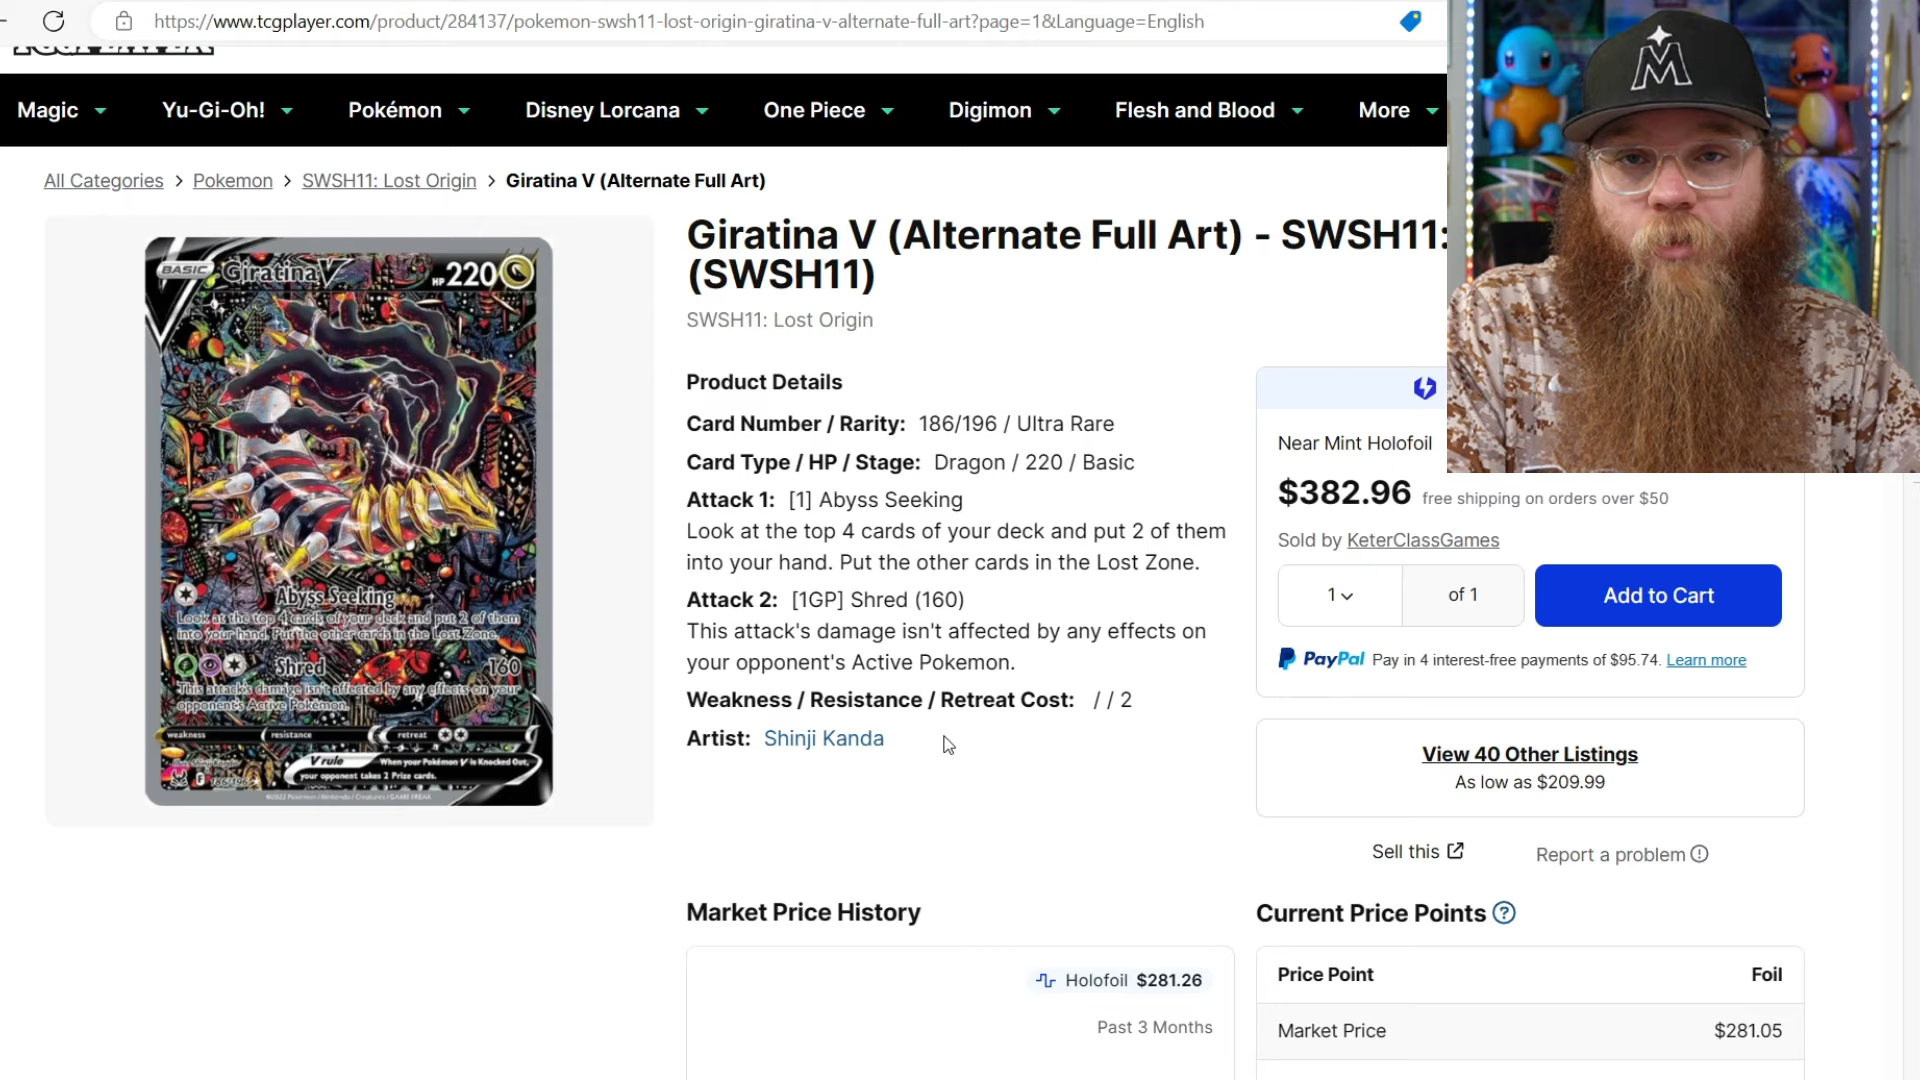 https://www.tcgplayer.com/product/284137/pokemon-swsh11-lost-origin-giratina-v-alternate-full-art?page=1&Language=English
Magic Yu-Gi-Oh! Pokémon Disney Lorcana One Piece Digimon Flesh and Blood More
All Categories > Pokemon > SWSH11: Lost Origin > Giratina V (Alternate Full Art)
Giratina V (Alternate Full Art) - SWSH11:
(SWSH11)
SWSH11: Lost Origin
BASIC Giratina V HP 220
Abyss Seeking
Look at the top 4 cards of your deck and put 2 of them
into your hand. Put the other cards in the Lost Zone.
Shred 160
This attack's damage isn't affected by any effects on your
opponent's Active Pokémon.
weakness resistance retreat
V rule When your Pokémon V is Knocked Out,
your opponent takes 2 Prize cards.
F 186/196
Product Details
Card Number / Rarity: 186/196 / Ultra Rare
Card Type / HP / Stage: Dragon / 220 / Basic
Attack 1: [1] Abyss Seeking
Look at the top 4 cards of your deck and put 2 of them
into your hand. Put the other cards in the Lost Zone.
Attack 2: [1GP] Shred (160)
This attack's damage isn't affected by any effects on
your opponent's Active Pokemon.
Weakness / Resistance / Retreat Cost: / / 2
Artist: Shinji Kanda
Near Mint Holofoil
$382.96 free shipping on orders over $50
Sold by KeterClassGames
1 of 1 Add to Cart
PayPal Pay in 4 interest-free payments of $95.74. Learn more
View 40 Other Listings
As low as $209.99
Sell this Report a problem
Market Price History
Holofoil $281.26
Past 3 Months
Current Price Points ?
Price Point Foil
Market Price $281.05
M